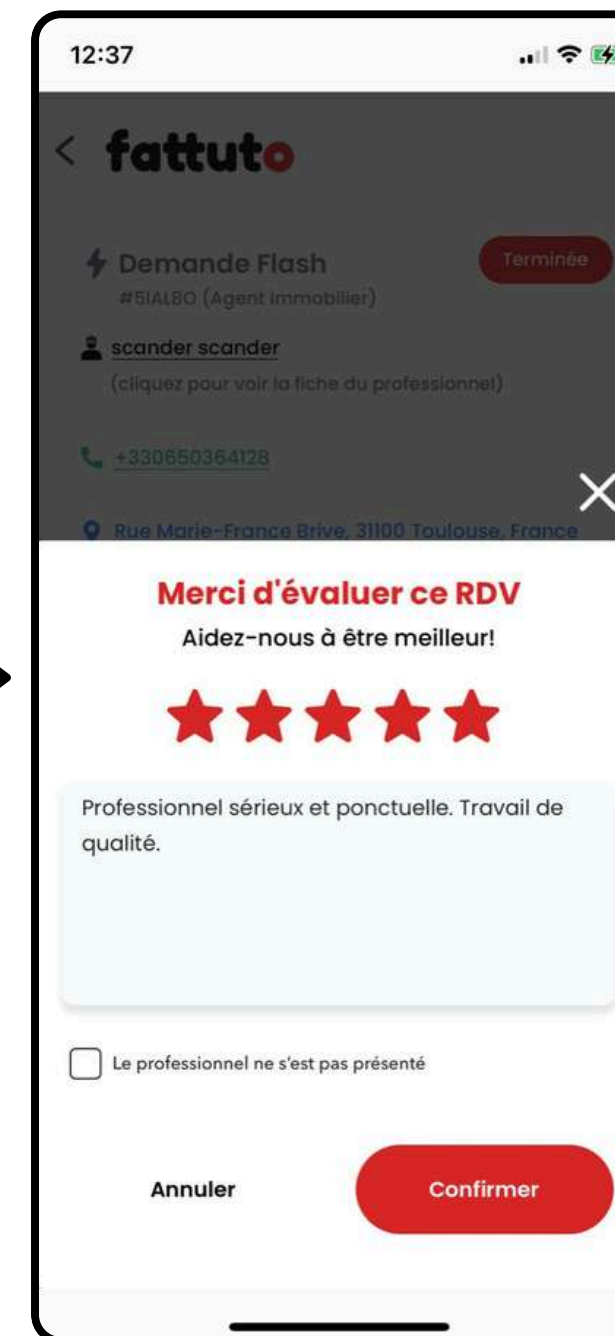 12:37
fattuto
Demande Flash
Terminée
#5IAL8O (Agent immobilier)
scander scander
(cliquez pour voir la fiche du professionnel)
+330650364128
Rue Marie-France Brive, 31100 Toulouse, France
Merci d'évaluer ce RDV
Aidez-nous à être meilleur!
Professionnel sérieux et ponctuelle. Travail de
qualité.
Le professionnel ne s'est pas présenté
Annuler
Confirmer